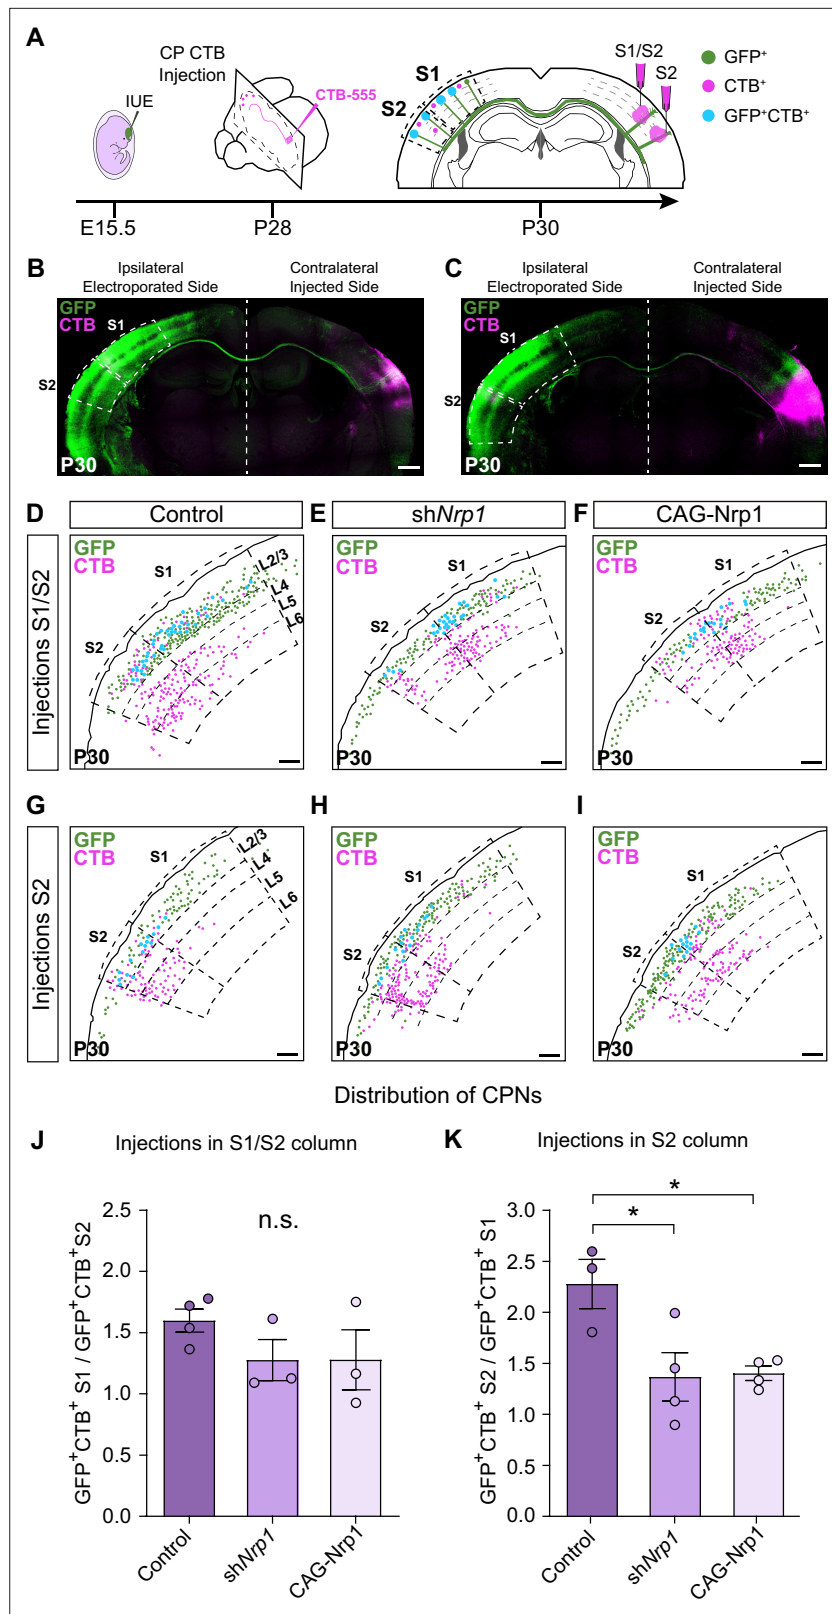 A
CP CTB
Injection
IUE
CTB-555
S1
S2
S1/S2
S2
GFP⁺
CTB⁺
GFP⁺CTB⁺
E15.5
P28
P30
B
Ipsilateral
Electroporated Side
Contralateral
Injected Side
GFP
CTB
S1
S2
P30
C
Ipsilateral
Electroporated Side
Contralateral
Injected Side
GFP
CTB
S1
S2
P30
Injections S1/S2
D
Control
GFP
CTB
S1
S2
L2/3
L4
L5
L6
P30
E
shNrp1
GFP
CTB
S1
S2
P30
F
CAG-Nrp1
GFP
CTB
S1
S2
P30
Injections S2
G
GFP
CTB
S1
S2
L2/3
L4
L5
L6
P30
H
GFP
CTB
S1
S2
P30
I
GFP
CTB
S1
S2
P30
Distribution of CPNs
J
Injections in S1/S2 column
GFP⁺CTB⁺ S1 / GFP⁺CTB⁺S2
2.5
2.0
1.5
1.0
0.5
0.0
n.s.
Control
shNrp1
CAG-Nrp1
K
Injections in S2 column
GFP⁺CTB⁺ S2 / GFP⁺CTB⁺ S1
3.0
2.5
2.0
1.5
1.0
0.5
0.0
*
*
Control
shNrp1
CAG-Nrp1